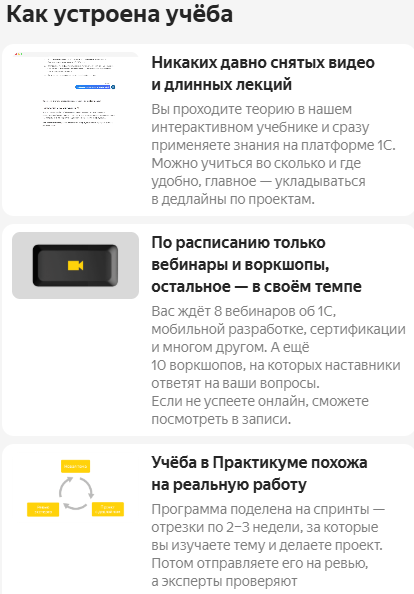 Как устроена учёба
Никаких давно снятых видео
и длинных лекций
Вы проходите теорию в нашем
интерактивном учебнике и сразу
применяете знания на платформе 1С.
Можно учиться во сколько и где
удобно, главное — укладываться
в дедлайны по проектам.
По расписанию только
вебинары и воркшопы,
остальное — в своём темпе
Вас ждёт 8 вебинаров об 1С,
мобильной разработке, сертификации
и многом другом. А ещё
10 воркшопов, на которых наставники
ответят на ваши вопросы.
Если не успеете онлайн, сможете
посмотреть в записи.
Учёба в Практикуме похожа
на реальную работу
Программа поделена на спринты —
отрезки по 2–3 недели, за которые
вы изучаете тему и делаете проект.
Потом отправляете его на ревью,
а эксперты проверяют